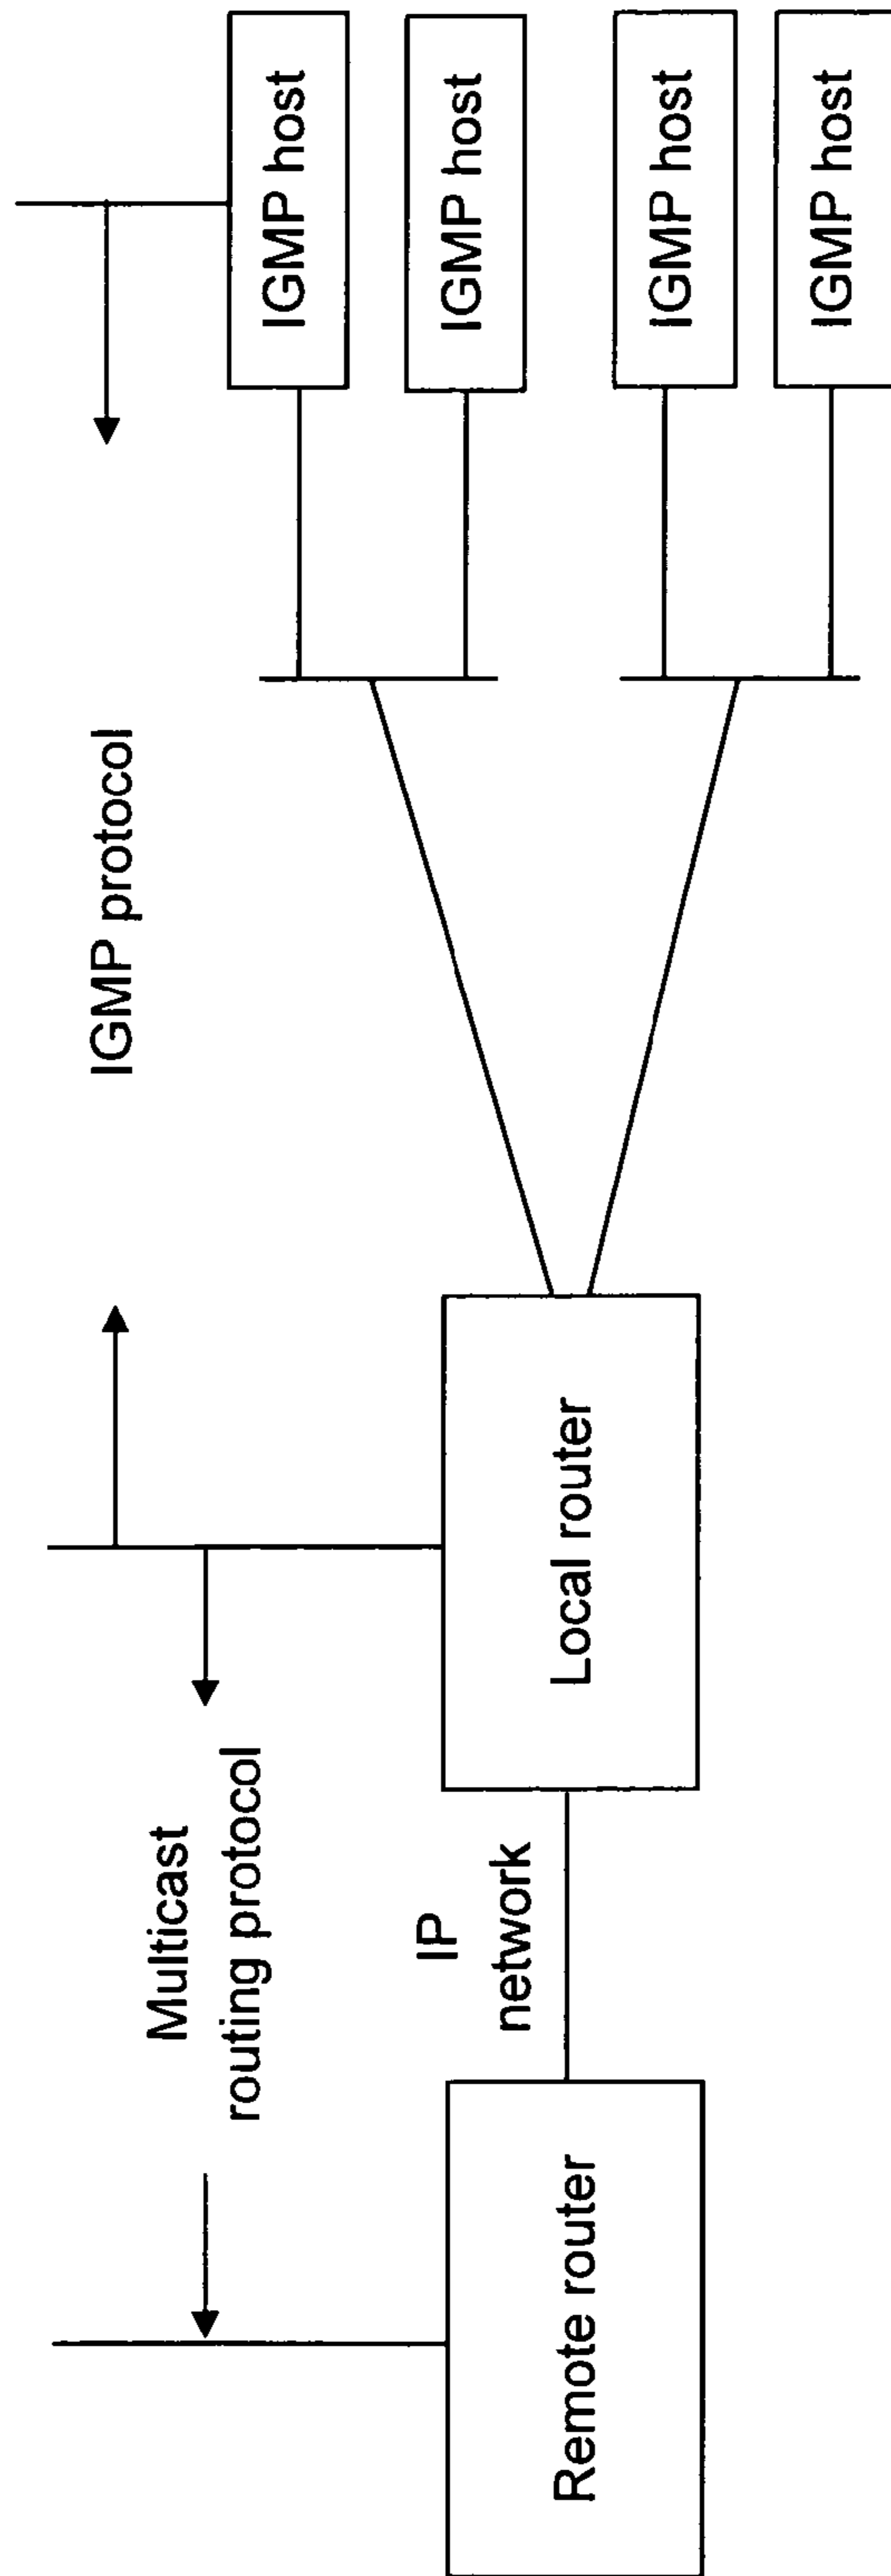 Multicast
routing protocol
IGMP protocol
IP
network
Remote router
Local router
IGMP host
IGMP host
IGMP host
IGMP host